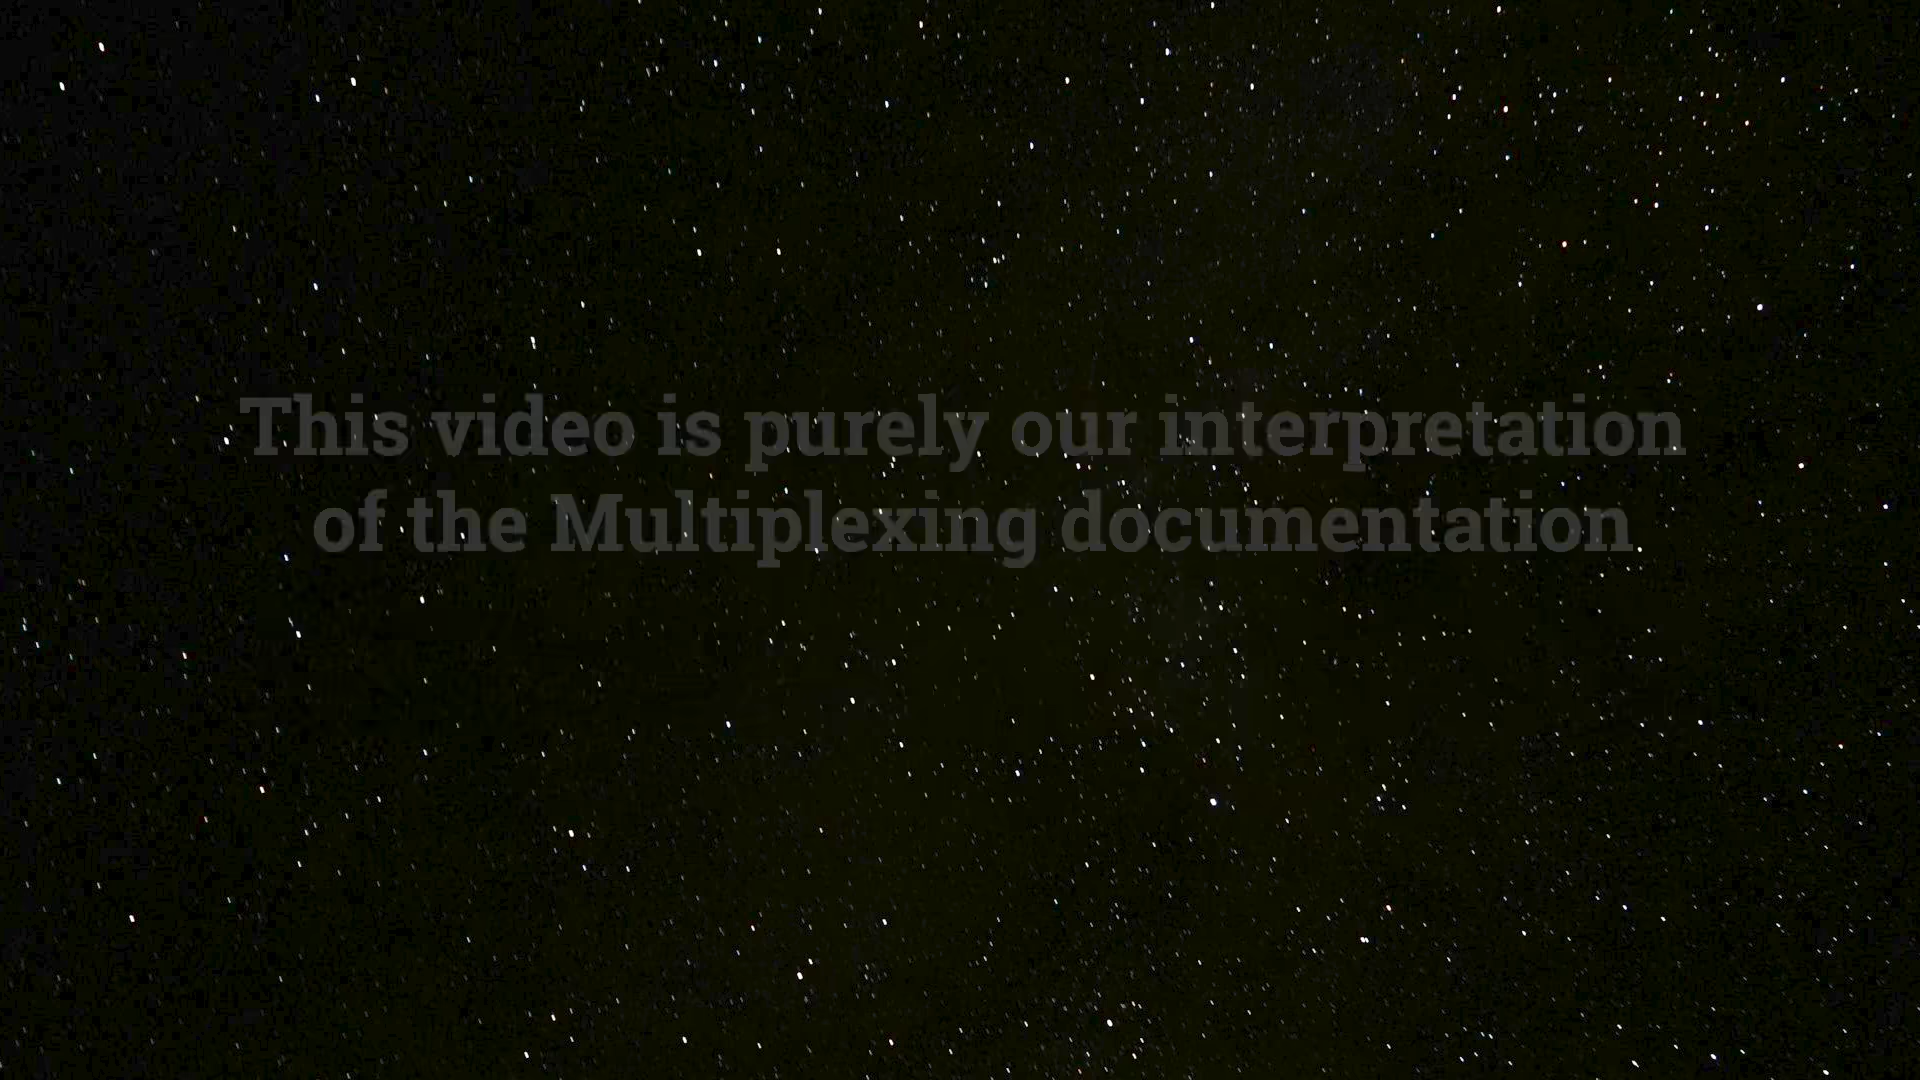 This video is purely our interpretation
of the Multiplexing documentation